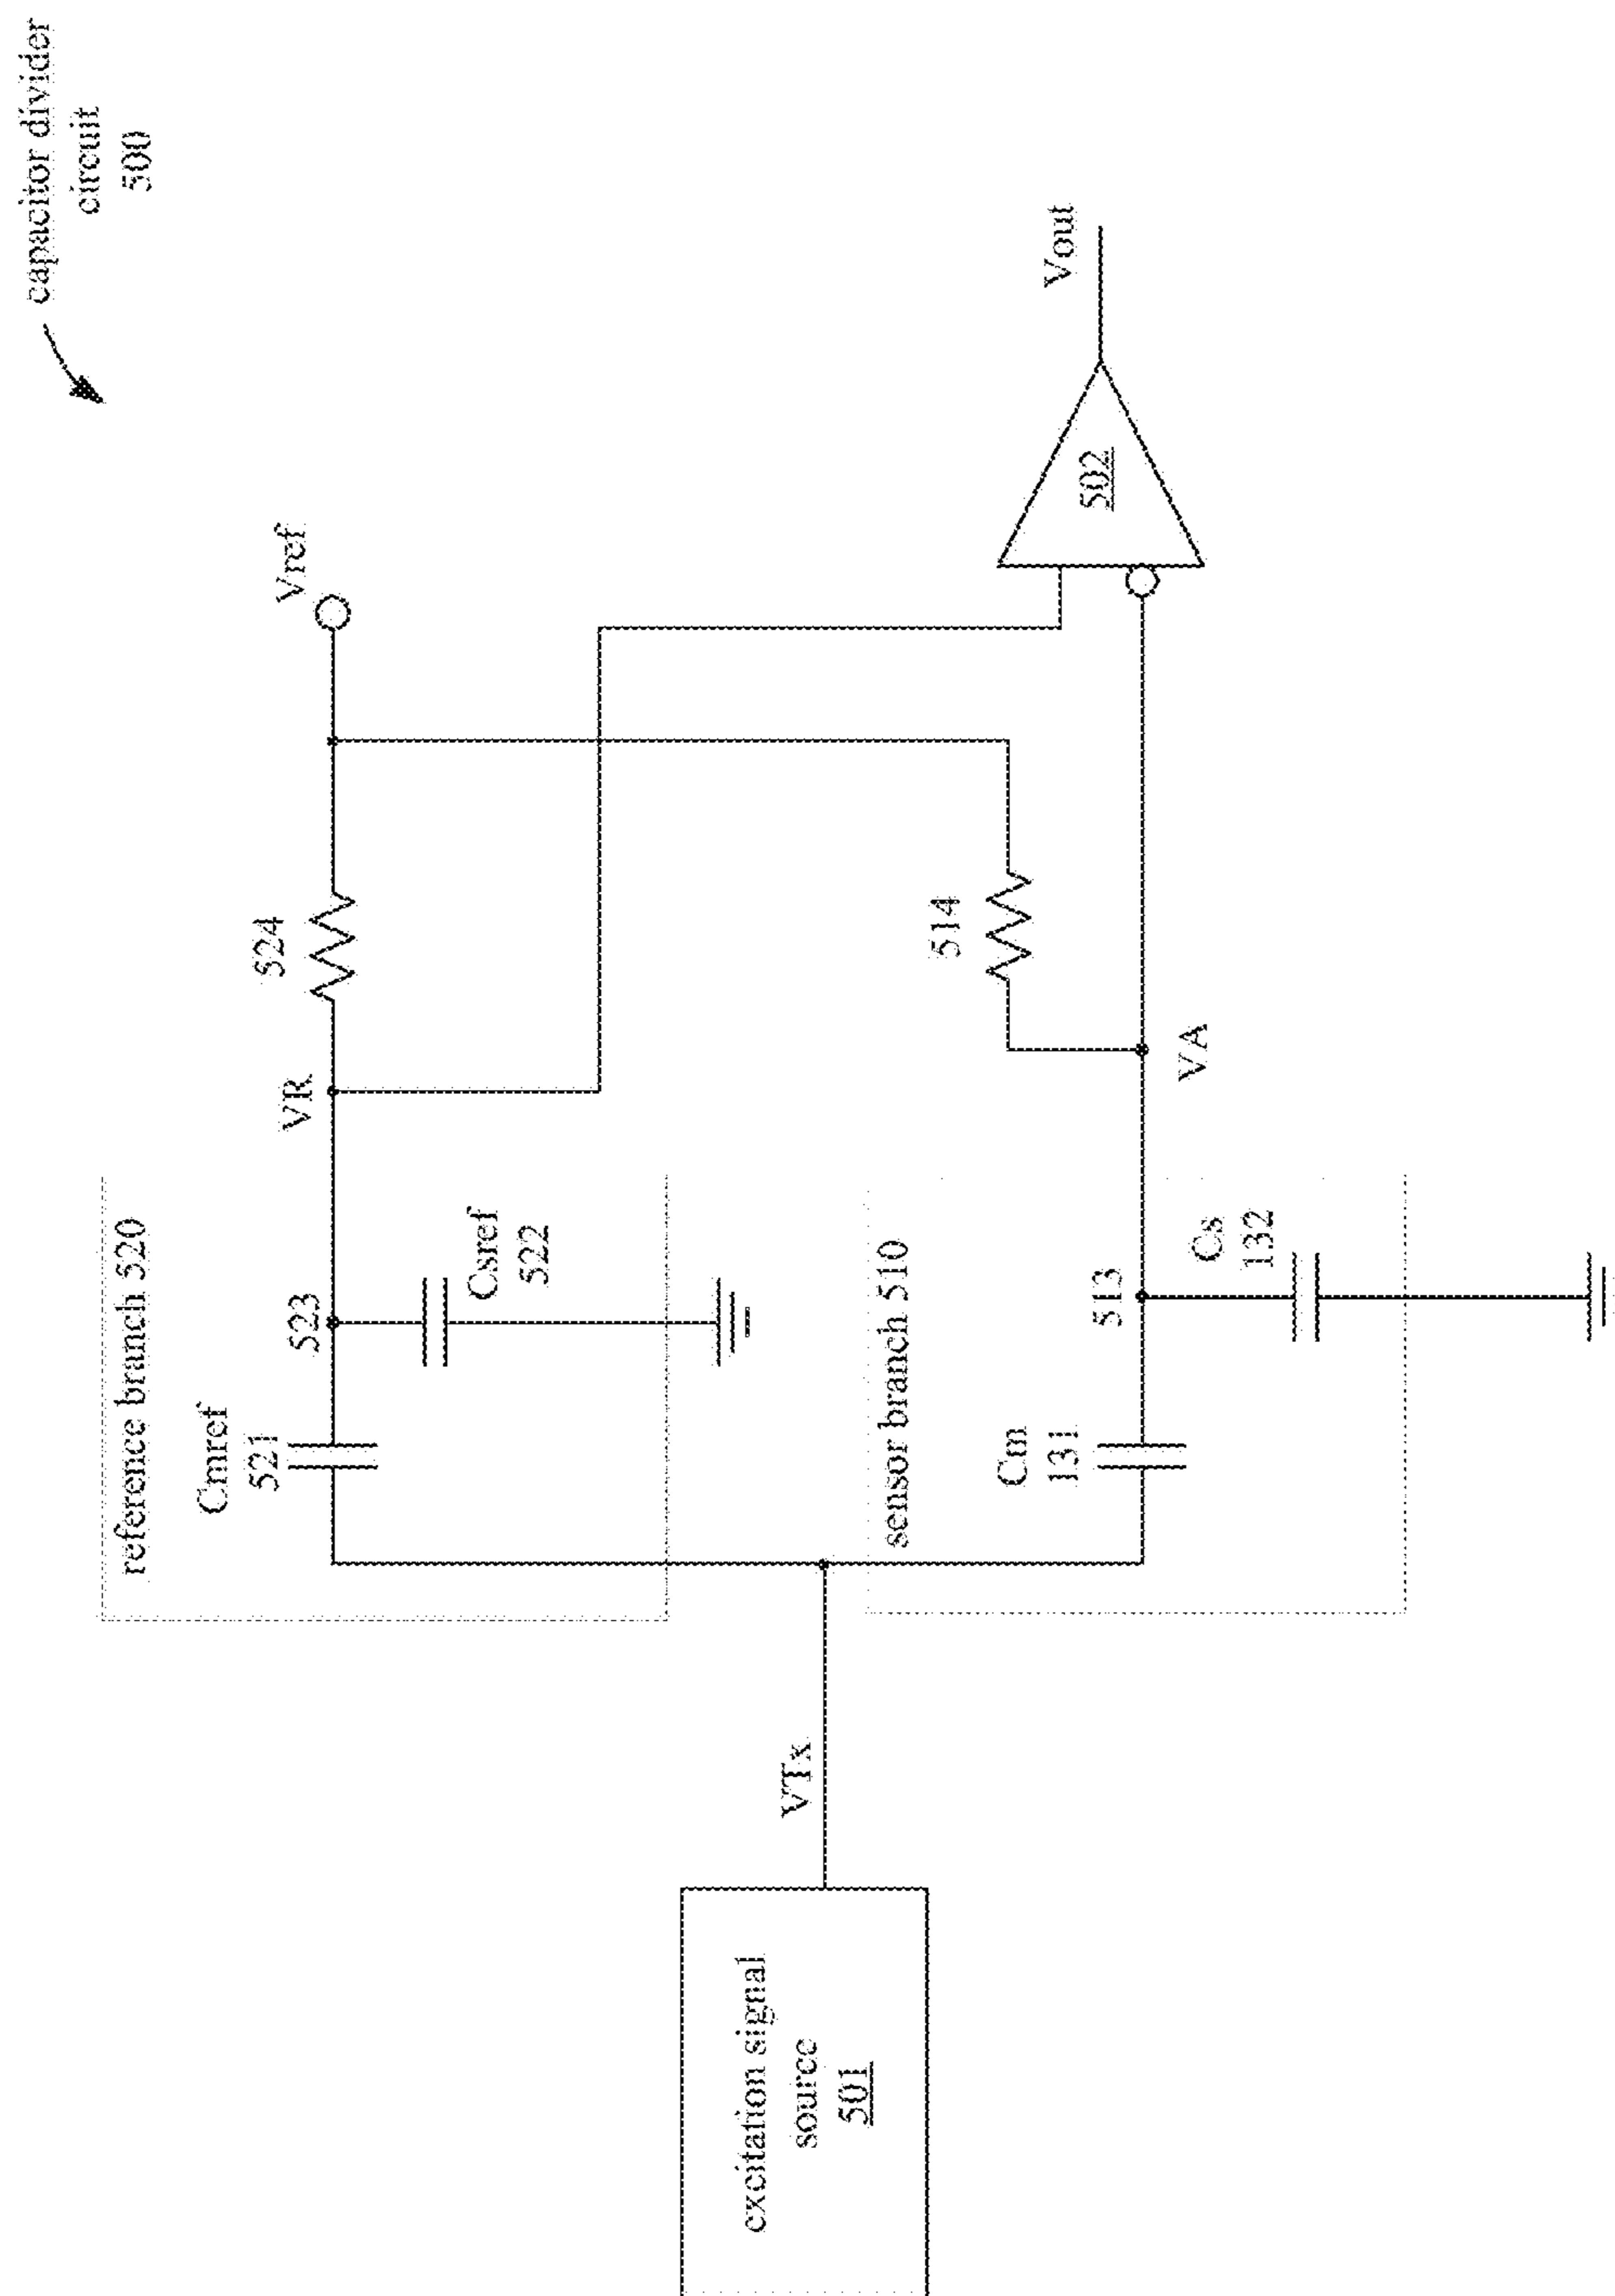 capacitor divider
circuit
500
reference branch 520
Cmref
521
523
Csref
522
VR
524
Vref
excitation signal
source
501
VTx
sensor branch 510
Cm
131
513
Cs
132
VA
514
502
Vout